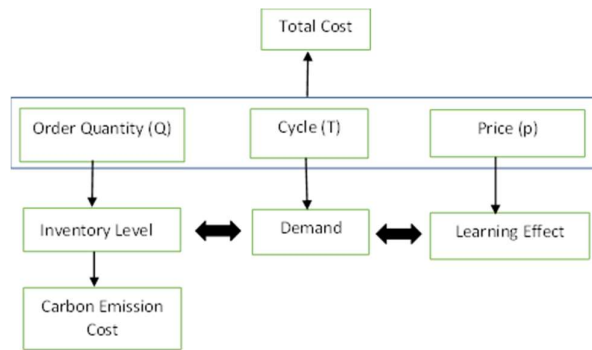 Total Cost
Order Quantity (Q)
Cycle (T)
Price (p)
Inventory Level
Demand
Learning Effect
Carbon Emission
Cost